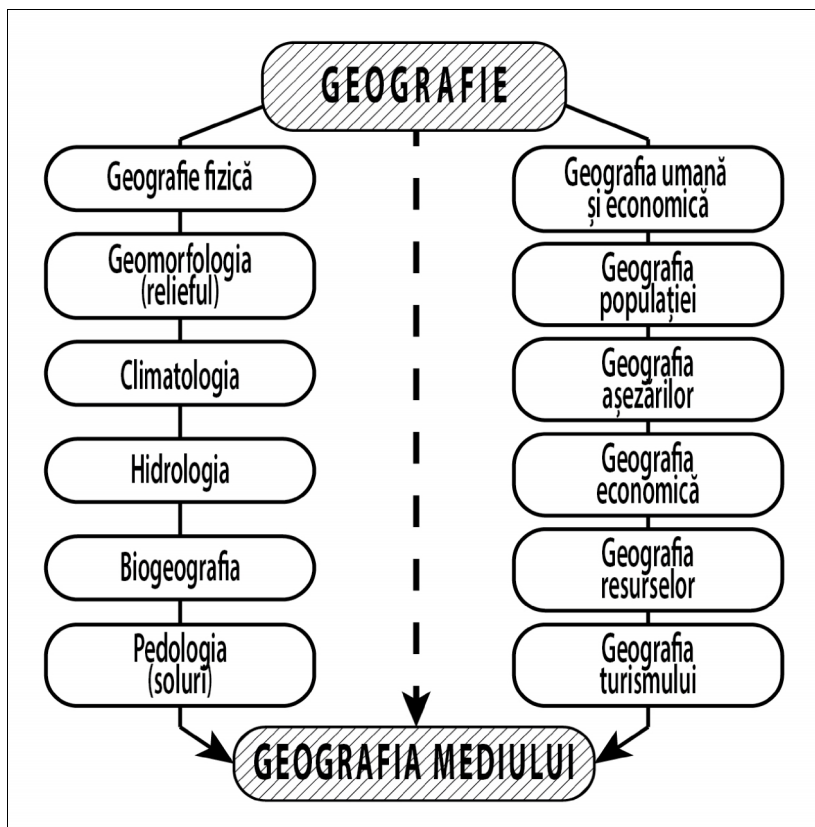 GEOGRAFIE
Geografie fizică
Geomorfologia
(relieful)
Climatologia
Hidrologia
Biogeografia
Pedologia
(soluri)
Geografia umană
și economică
Geografia
populației
Geografia
așezărilor
Geografia
economică
Geografia
resurselor
Geografia
turismului
GEOGRAFIA MEDIULUI